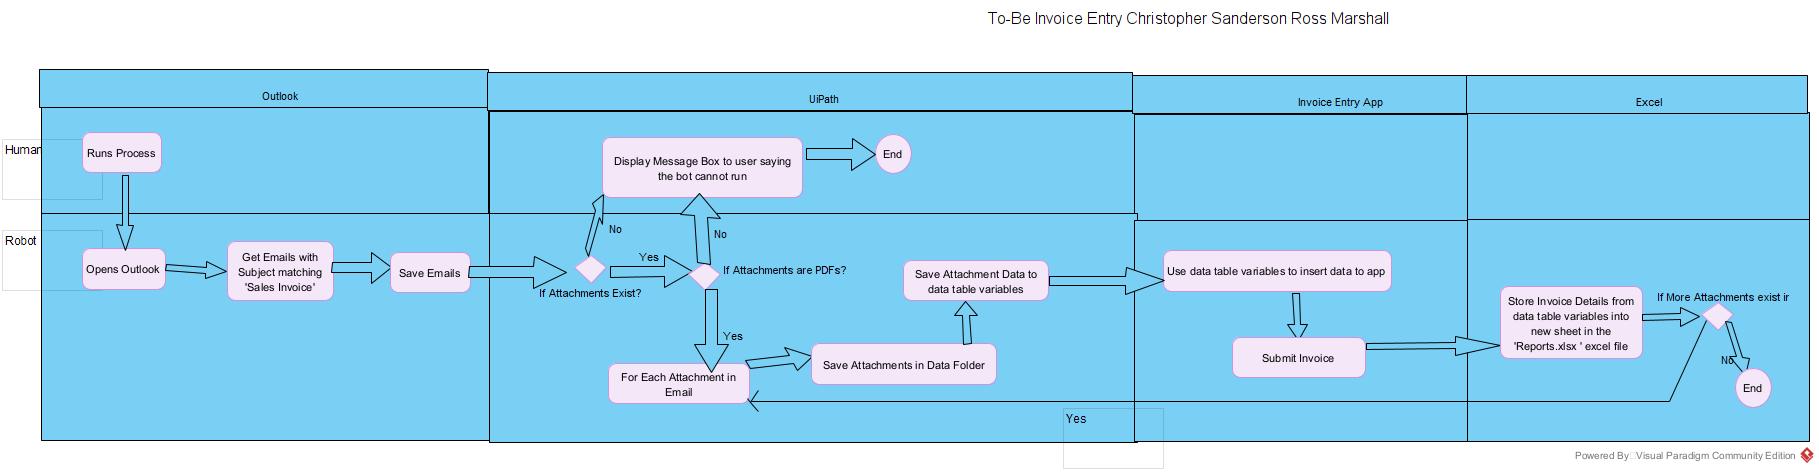 To-Be Invoice Entry Christopher Sanderson Ross Marshall
Outlook
UiPath
Invoice Entry App
Excel
Human
Runs Process
Display Message Box to user saying
the bot cannot run
End
Robot
Opens Outlook
Get Emails with
Subject matching
'Sales Invoice'
Save Emails
If Attachments Exist?
No
Yes
No
If Attachments are PDFs?
Yes
For Each Attachment in
Email
Save Attachments in Data Folder
Save Attachment Data to
data table variables
Use data table variables to insert data to app
Submit Invoice
Store Invoice Details from
data table variables into
new sheet in the
'Reports.xlsx ' excel file
If More Attachments exist ir
No
End
Yes
Powered By Visual Paradigm Community Edition